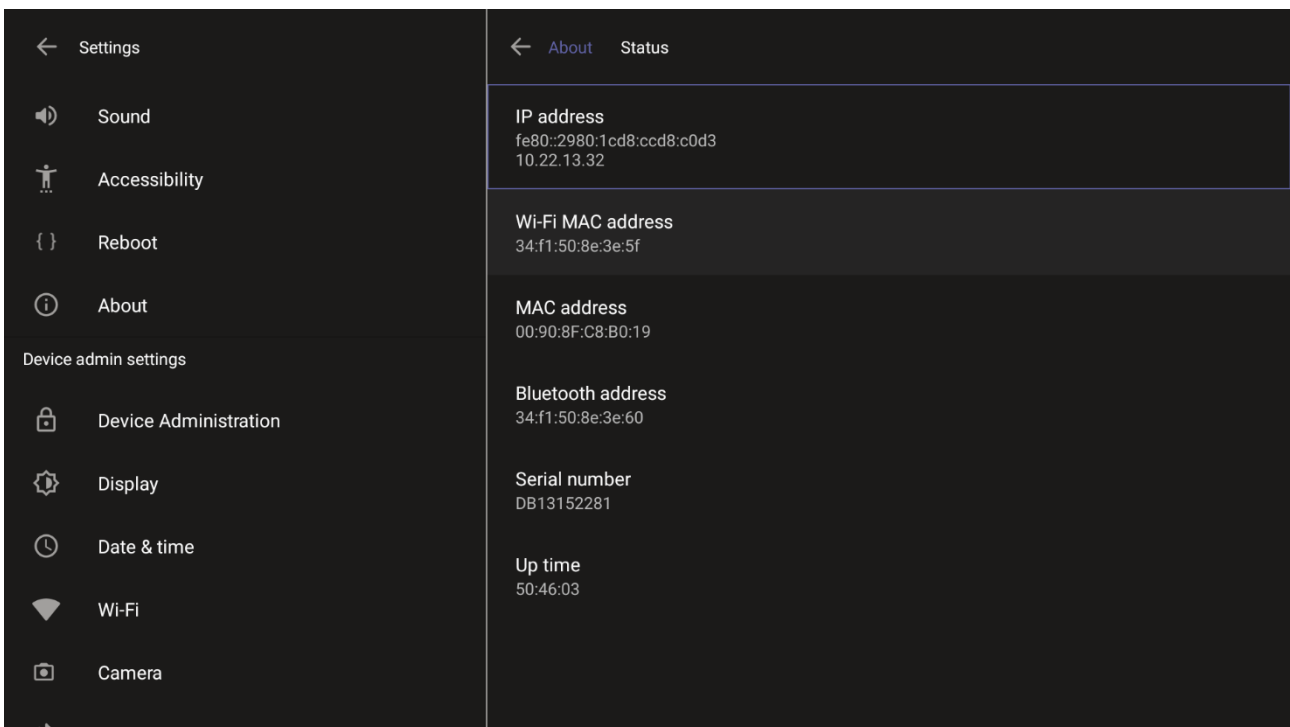 Settings
Sound
Accessibility
{ } Reboot
About
Device admin settings
Device Administration
Display
Date & time
Wi-Fi
Camera
About Status
IP address
fe80::2980:1cd8:ccd8:c0d3
10.22.13.32
Wi-Fi MAC address
34:f1:50:8e:3e:5f
MAC address
00:90:8F:C8:B0:19
Bluetooth address
34:f1:50:8e:3e:60
Serial number
DB13152281
Up time
50:46:03